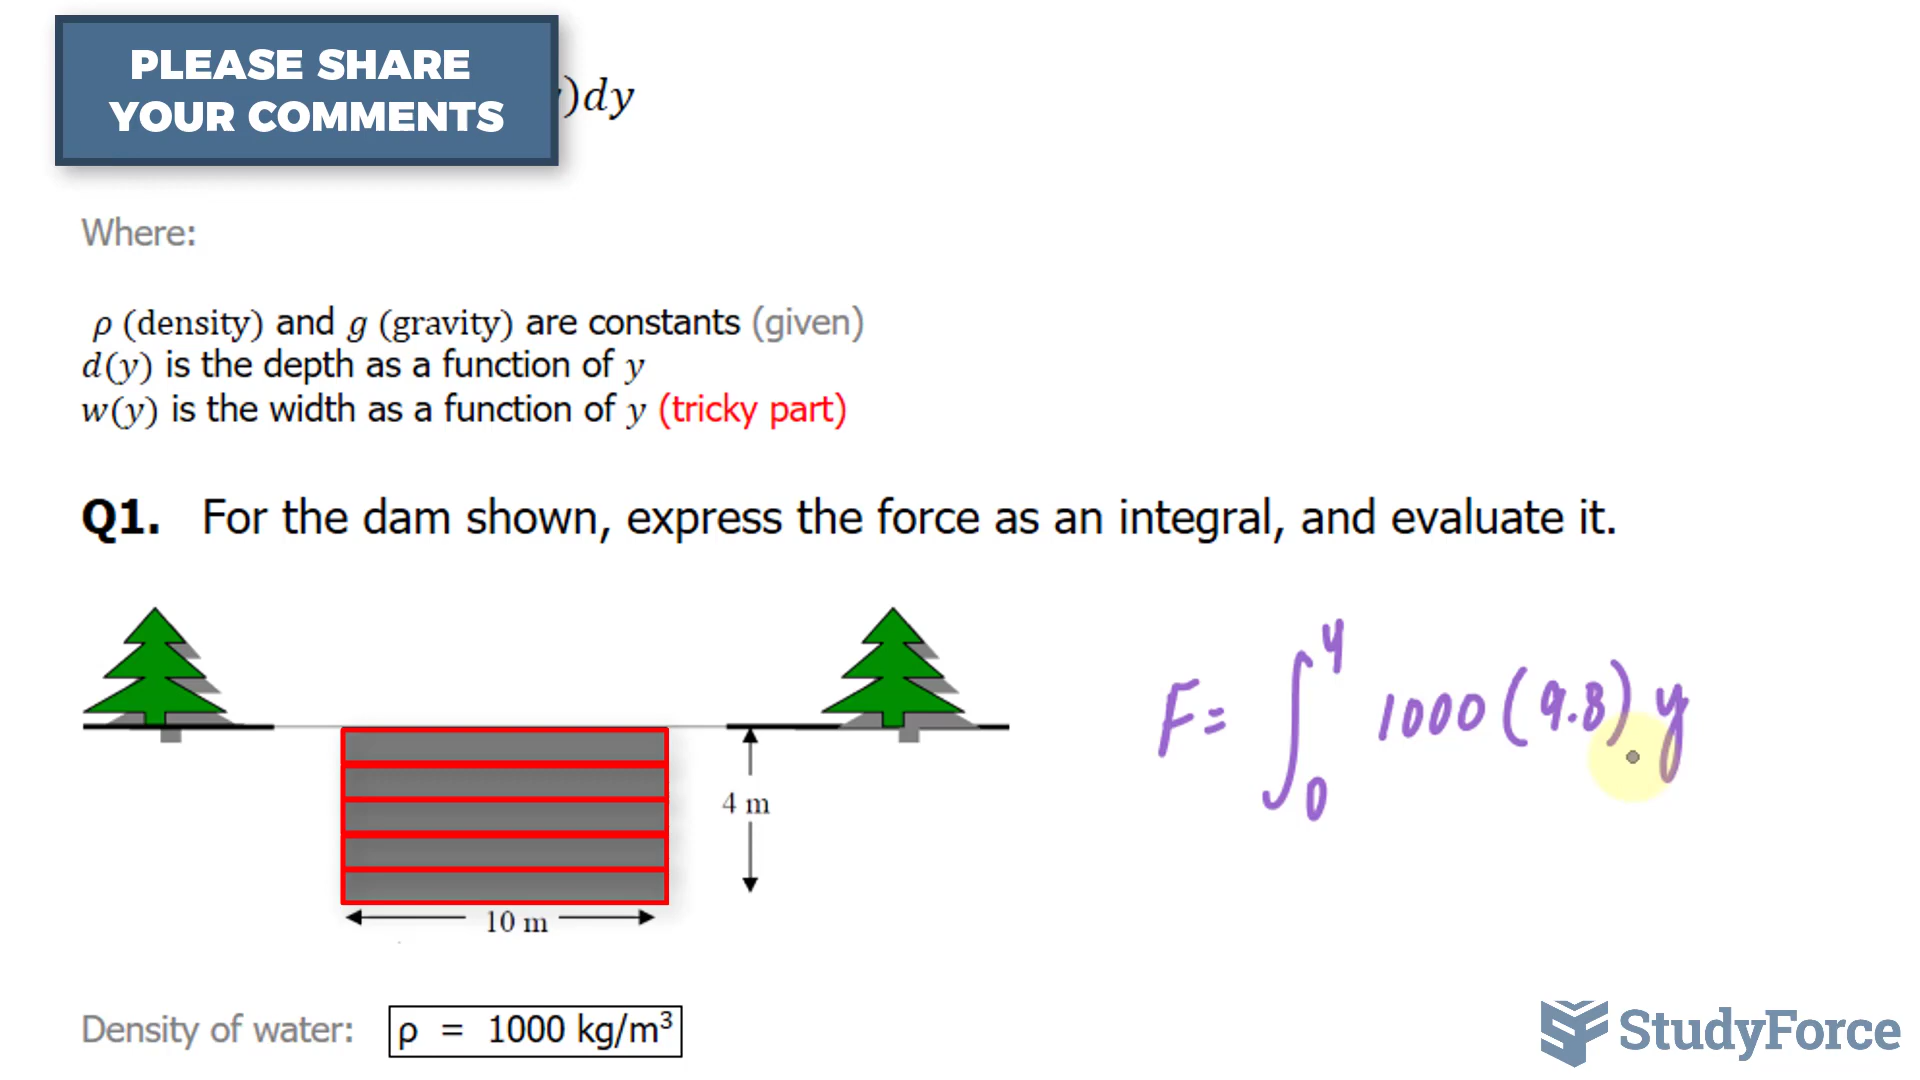 PLEASE SHARE
YOUR COMMENTS
)dy
Where:
ρ (density) and g (gravity) are constants (given)
d(y) is the depth as a function of y
w(y) is the width as a function of y (tricky part)
Q1. For the dam shown, express the force as an integral, and evaluate it.
F = ∫₀⁴ 1000 (9.8) y
4 m
10 m
Density of water: ρ = 1000 kg/m³
StudyForce